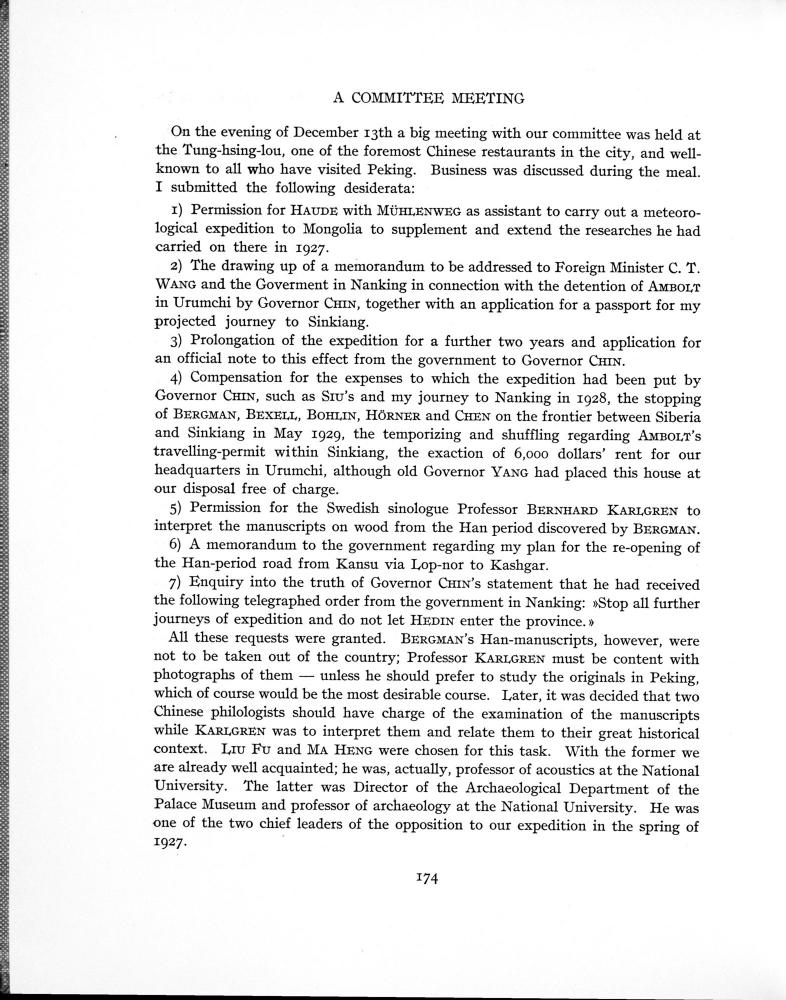 A COMMITTEE MEETING
On the evening of December 13th a big meeting with our committee was held at
the Tung-hsing-lou, one of the foremost Chinese restaurants in the city, and well-
known to all who have visited Peking. Business was discussed during the meal.
I submitted the following desiderata:
1) Permission for HAUDE with MÜHLENWEG as assistant to carry out a meteoro-
logical expedition to Mongolia to supplement and extend the researches he had
carried on there in 1927.
2) The drawing up of a memorandum to be addressed to Foreign Minister C. T.
WANG and the Goverment in Nanking in connection with the detention of AMBOLT
in Urumchi by Governor CHIN, together with an application for a passport for my
projected journey to Sinkiang.
3) Prolongation of the expedition for a further two years and application for
an official note to this effect from the government to Governor CHIN.
4) Compensation for the expenses to which the expedition had been put by
Governor CHIN, such as SIU's and my journey to Nanking in 1928, the stopping
of BERGMAN, BEXELL, BOHLIN, HÖRNER and CHEN on the frontier between Siberia
and Sinkiang in May 1929, the temporizing and shuffling regarding AMBOLT's
travelling-permit within Sinkiang, the exaction of 6,000 dollars' rent for our
headquarters in Urumchi, although old Governor YANG had placed this house at
our disposal free of charge.
5) Permission for the Swedish sinologue Professor BERNHARD KARLGREN to
interpret the manuscripts on wood from the Han period discovered by BERGMAN.
6) A memorandum to the government regarding my plan for the re-opening of
the Han-period road from Kansu via Lop-nor to Kashgar.
7) Enquiry into the truth of Governor CHIN's statement that he had received
the following telegraphed order from the government in Nanking: »Stop all further
journeys of expedition and do not let HEDIN enter the province.»
All these requests were granted. BERGMAN's Han-manuscripts, however, were
not to be taken out of the country; Professor KARLGREN must be content with
photographs of them — unless he should prefer to study the originals in Peking,
which of course would be the most desirable course. Later, it was decided that two
Chinese philologists should have charge of the examination of the manuscripts
while KARLGREN was to interpret them and relate them to their great historical
context. LIU FU and MA HENG were chosen for this task. With the former we
are already well acquainted; he was, actually, professor of acoustics at the National
University. The latter was Director of the Archaeological Department of the
Palace Museum and professor of archaeology at the National University. He was
one of the two chief leaders of the opposition to our expedition in the spring of
1927.
174